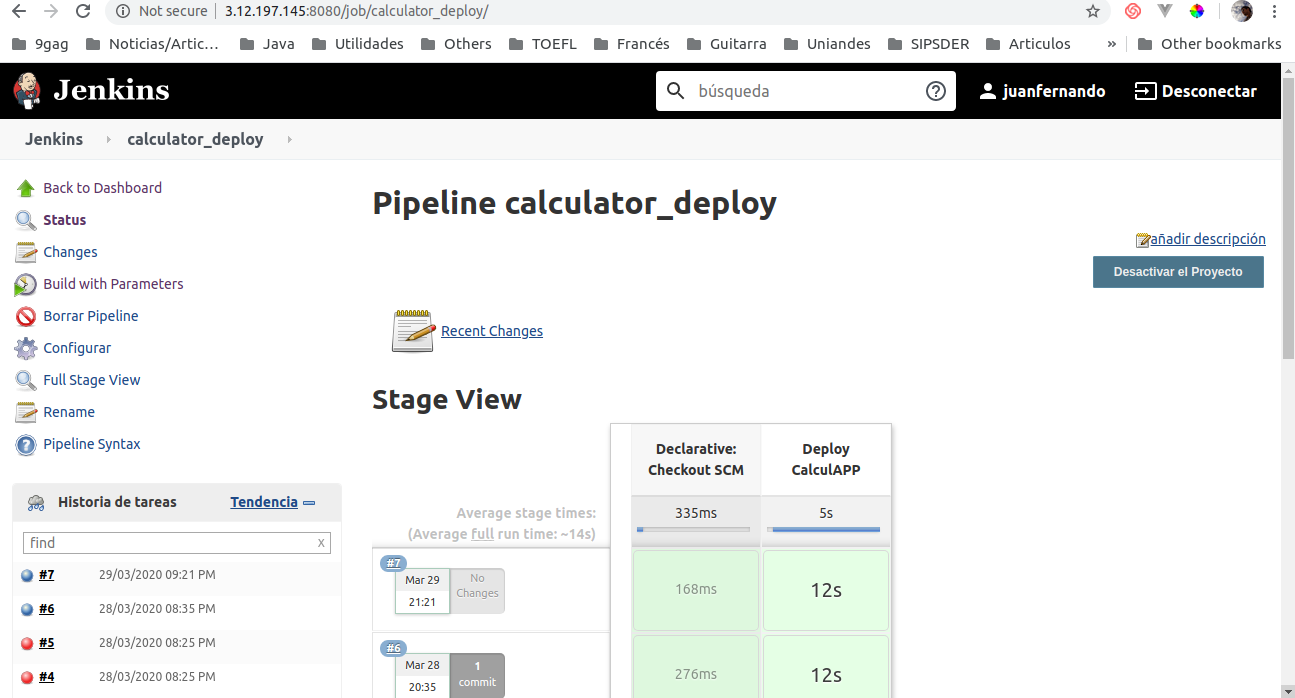 Not secure 3.12.197.145:8080/job/calculator_deploy/
9gag Noticias/Artic... Java Utilidades Others TOEFL Francés Guitarra Uniandes SIPSDER Articulos » Other bookmarks
Jenkins búsqueda juanfernando Desconectar
Jenkins calculator_deploy
Back to Dashboard
Status
Changes
Build with Parameters
Borrar Pipeline
Configurar
Full Stage View
Rename
Pipeline Syntax
Historia de tareas Tendencia
find x
#7 29/03/2020 09:21 PM
#6 28/03/2020 08:35 PM
#5 28/03/2020 08:25 PM
#4 28/03/2020 08:25 PM
Pipeline calculator_deploy
añadir descripción
Desactivar el Proyecto
Recent Changes
Stage View
Declarative: Checkout SCM
Deploy CalculAPP
Average stage times:
(Average full run time: ~14s)
335ms 5s
#7
Mar 29
21:21
No Changes
168ms 12s
#6
Mar 28
20:35
1 commit
276ms 12s